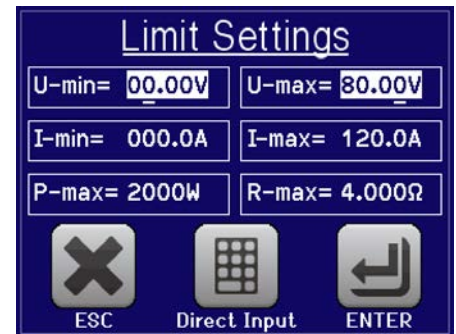 Limit Settings
U-min= 00.00V U-max= 80.00V
I-min= 000.0A I-max= 120.0A
P-max= 2000W R-max= 4.000Ω
ESC Direct Input ENTER